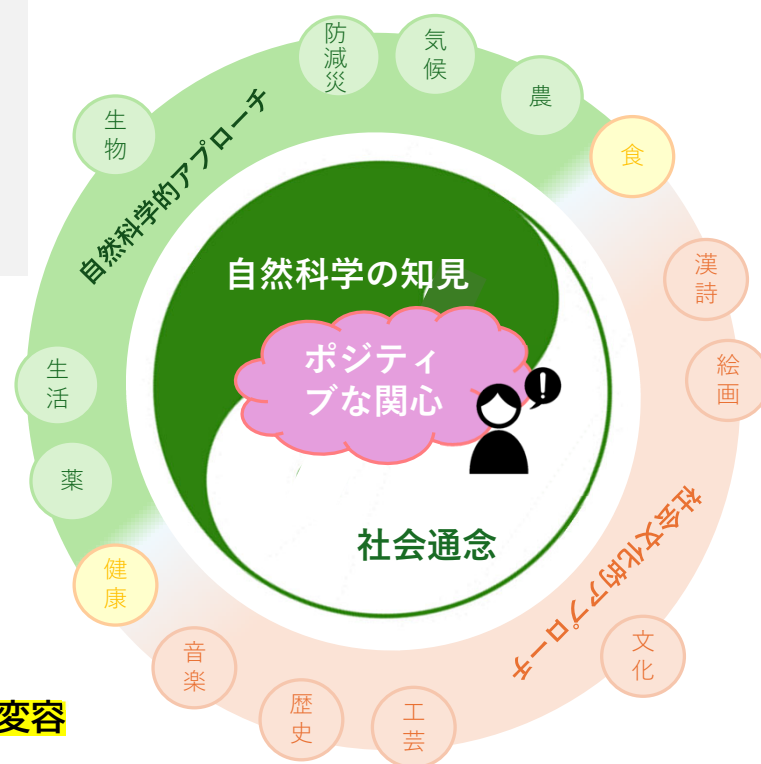 防
減
災
気
候
農
生
物
食
自然科学的アプローチ
漢
詩
自然科学の知見
ポジティ
ブな関心
生
活
絵
画
薬
社会通念
社会文化的アプローチ
健
康
文
化
音
楽
歴
史
工
芸
変容